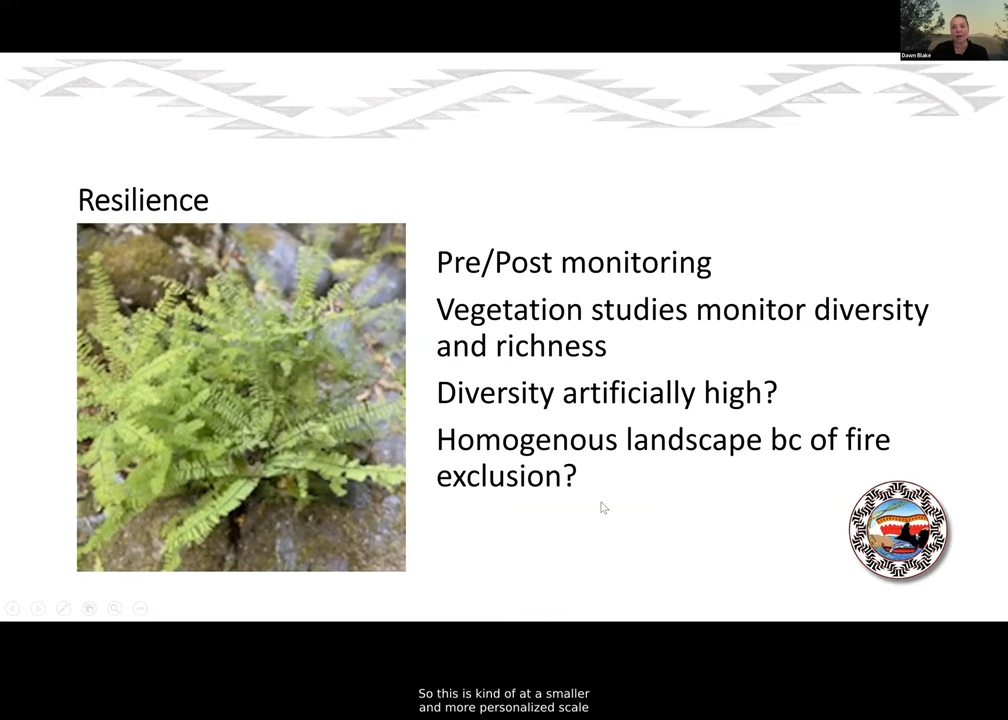 Dawn Blake
Resilience
Pre/Post monitoring
Vegetation studies monitor diversity
and richness
Diversity artificially high?
Homogenous landscape bc of fire
exclusion?
So this is kind of at a smaller
and more personalized scale